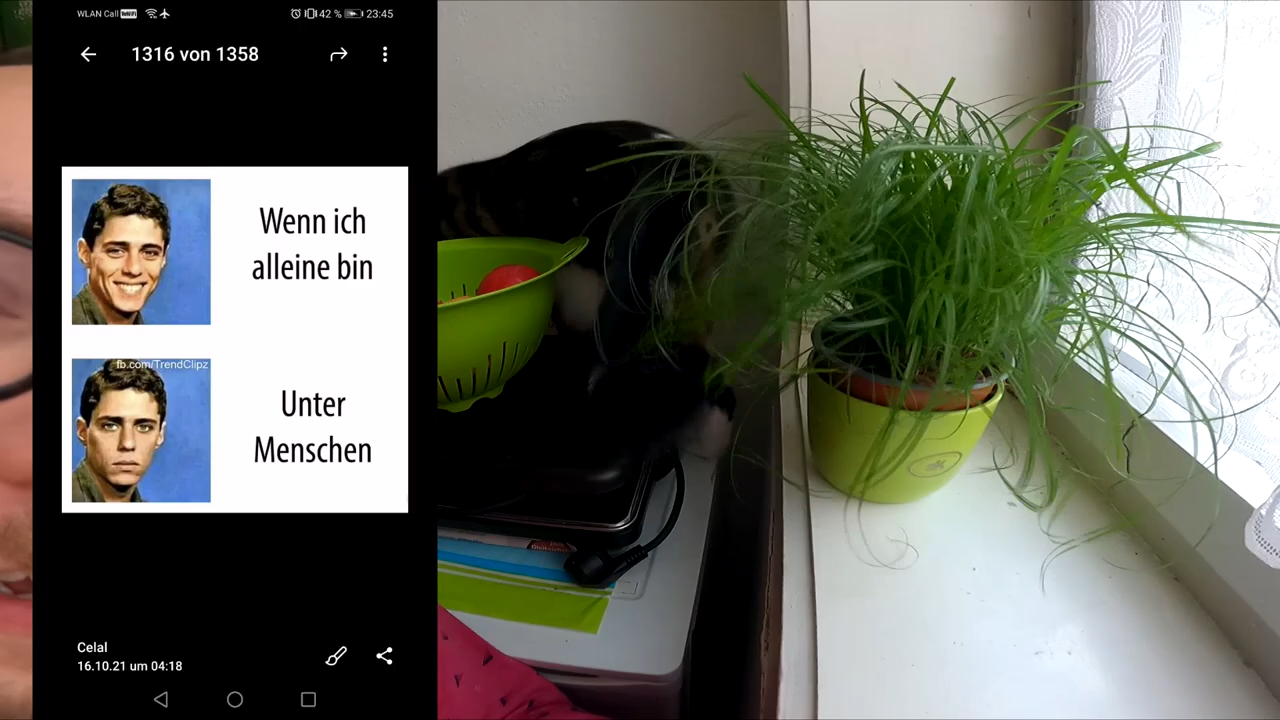 WLAN Call
42 %
23:45
1316 von 1358
Wenn ich
alleine bin
fb.com/TrendClipz
Unter
Menschen
Celal
16.10.21 um 04:18